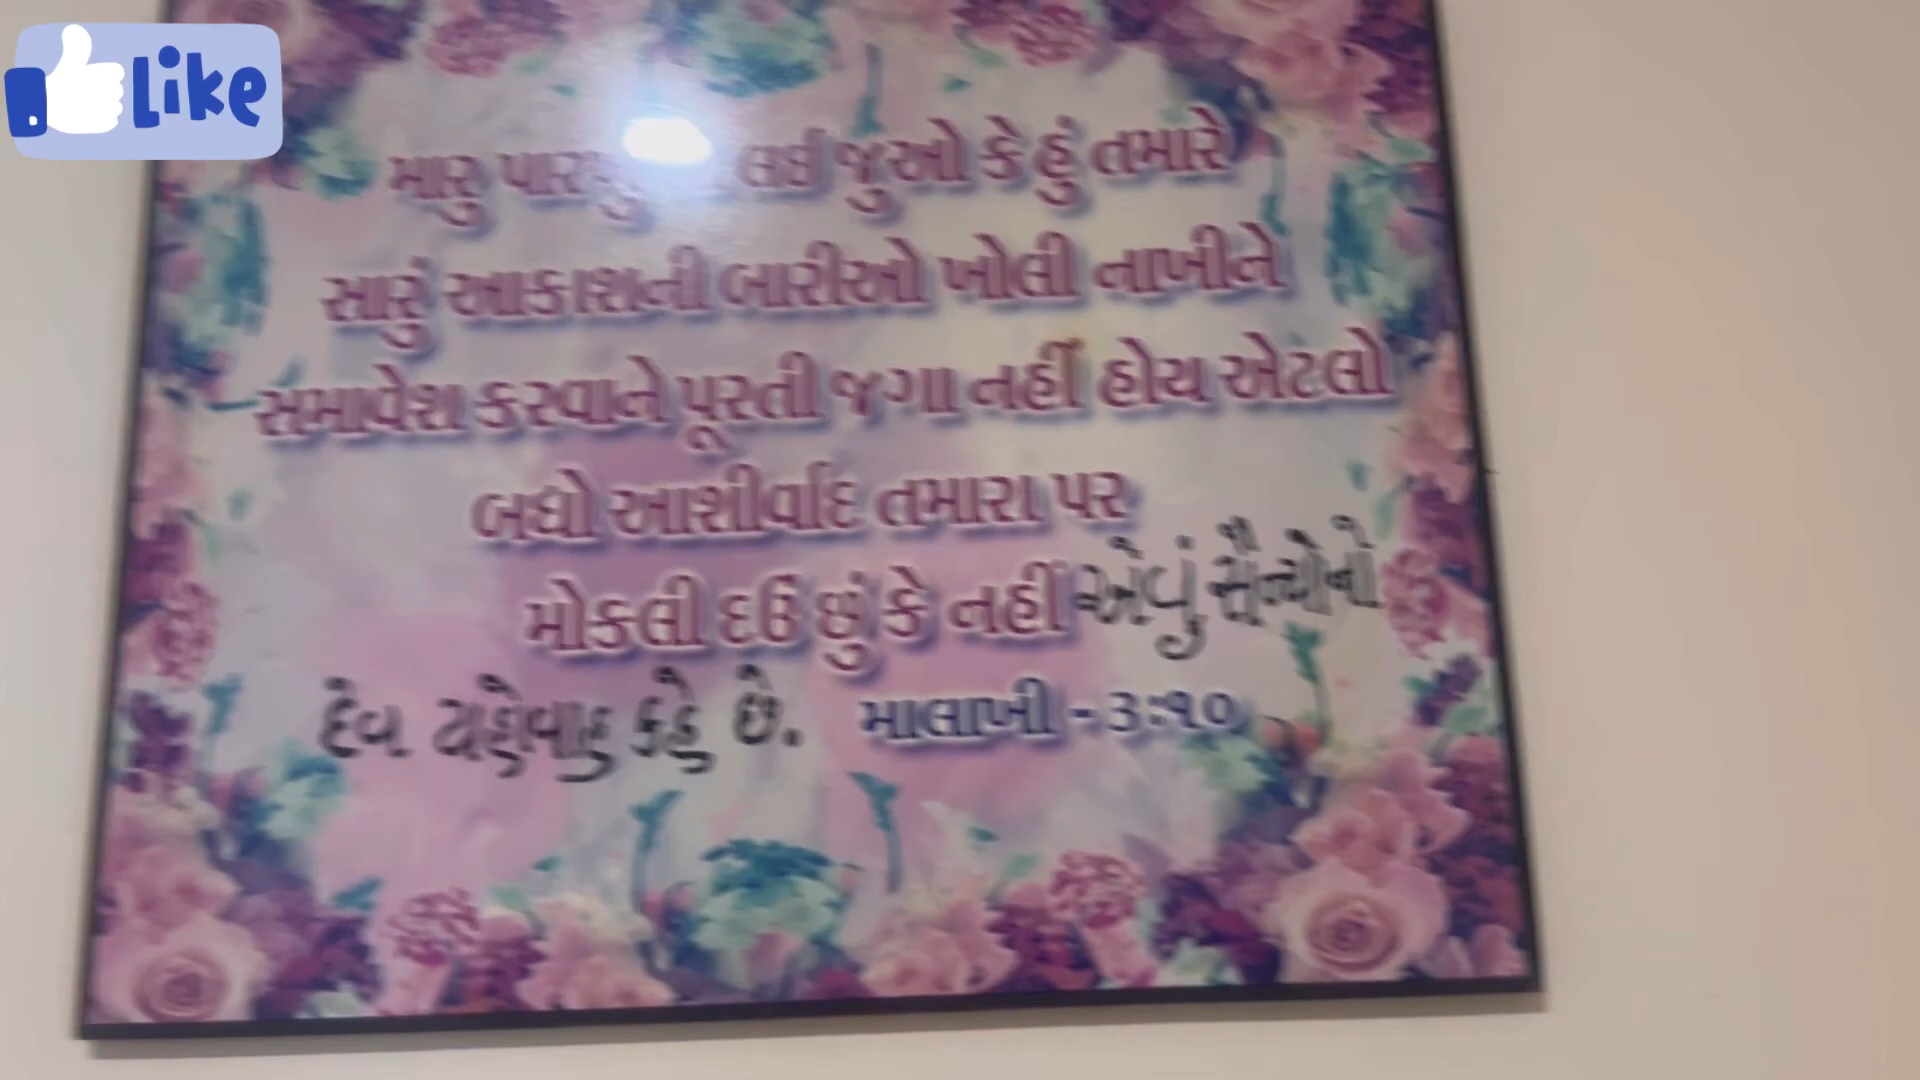 Like
મારુ લઈ જુઓ કે હું તમારે
સારું આકાશની બારીઓ ખોલી નાખીને
સમાવેશ કરવાને પૂરતી જગા નહીં હોય એટલો
બધો આશીર્વાદ તમારા પર
મોકલી દઉં છું કે નહીં એવું સૈન્યોનો
દેવ યહોવાહ કહે છે. માલાખી - ૩:૧૦